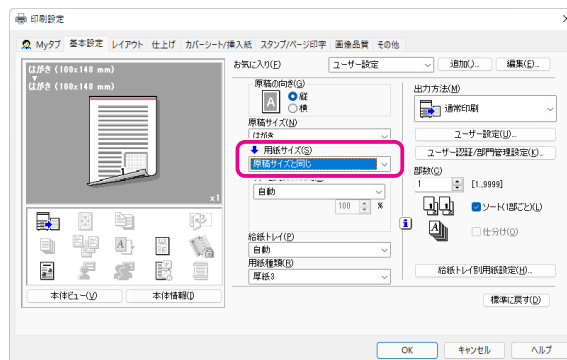 印刷設定
Myタブ 基本設定 レイアウト 仕上げ カバーシート/挿入紙 スタンプ/ページ印字 画像品質 その他
はがき (100x148 mm)
はがき (100x148 mm)
1
x1
本体ビュー(V)
本体情報(I)
お気に入り(F)
ユーザー設定
追加()...
編集(E)...
原稿の向き(G)
A
縦
横
原稿サイズ(N)
はがき
用紙サイズ(S)
原稿サイズと同じ
自動
100
%
給紙トレイ(P)
自動
用紙種類(R)
厚紙3
出力方法(M)
通常印刷
ユーザー設定(U)...
ユーザー認証/部門管理設定(K)...
部数(C)
1
[1..9999]
ソート(1部ごと)(L)
仕分け(O)
給紙トレイ別用紙設定(H)...
標準に戻す(D)
OK
キャンセル
ヘルプ